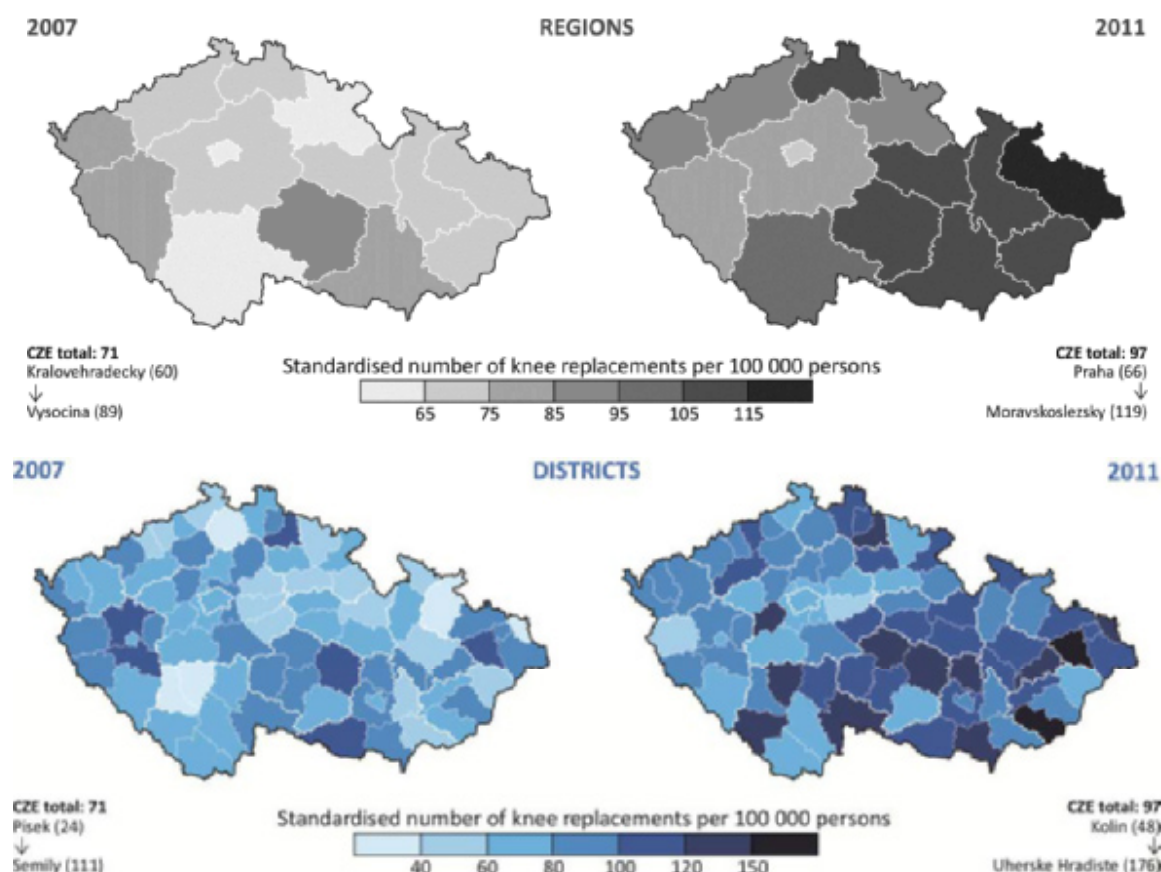 2007 REGIONS 2011
CZE total: 71
Kralovehradecky (60)
↓
Vysocina (89)
Standardised number of knee replacements per 100 000 persons
65 75 85 95 105 115
CZE total: 97
Praha (66)
↓
Moravskoslezsky (119)
2007 DISTRICTS 2011
CZE total: 71
Pisek (24)
↓
Semily (111)
Standardised number of knee replacements per 100 000 persons
40 60 80 100 120 150
CZE total: 97
Kolin (48)
↓
Uherske Hradiste (176)